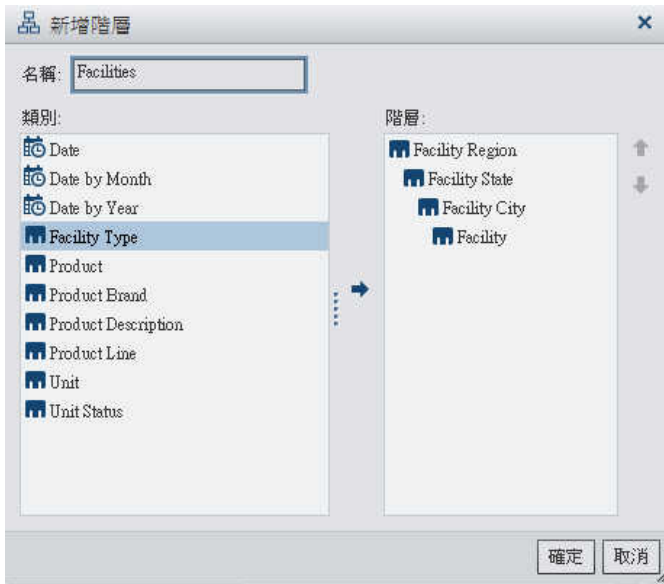 新增階層
名稱: Facilities
類別:
Date
Date by Month
Date by Year
Facility Type
Product
Product Brand
Product Description
Product Line
Unit
Unit Status
階層:
Facility Region
Facility State
Facility City
Facility
確定
取消